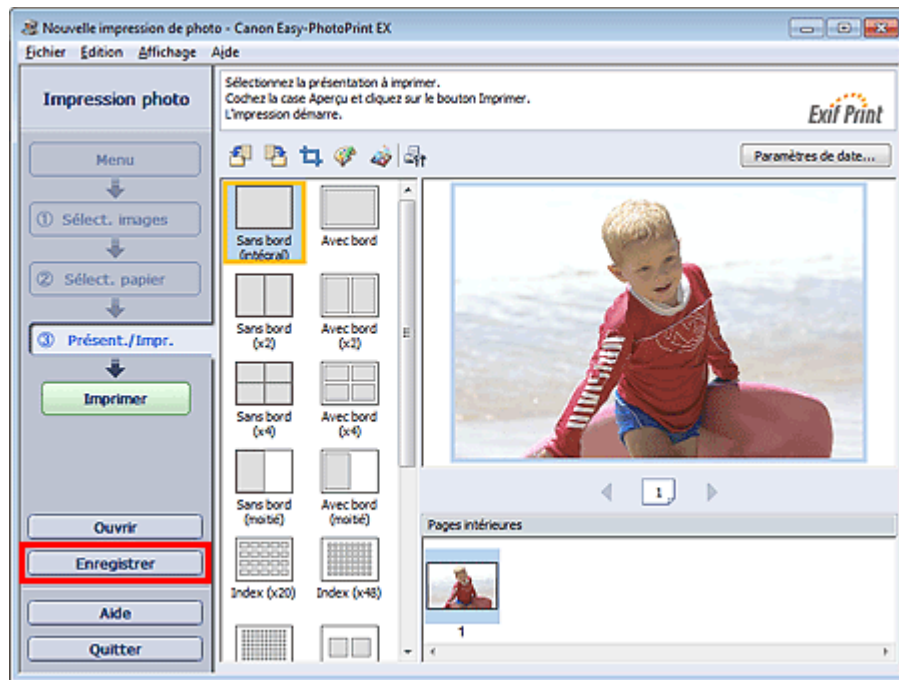 Nouvelle impression de photo - Canon Easy-PhotoPrint EX
Fichier Édition Affichage Aide
Impression photo
Sélectionnez la présentation à imprimer.
Cochez la case Aperçu et cliquez sur le bouton Imprimer.
L'impression démarre.
Exif Print
Menu
① Sélect. images
② Sélect. papier
③ Présent./Impr.
Imprimer
Ouvrir
Enregistrer
Aide
Quitter
Paramètres de date...
Sans bord (intégral)
Avec bord
Sans bord (x2)
Avec bord (x2)
Sans bord (x4)
Avec bord (x4)
Sans bord (moitié)
Avec bord (moitié)
Index (x20)
Index (x48)
1
Pages intérieures
1